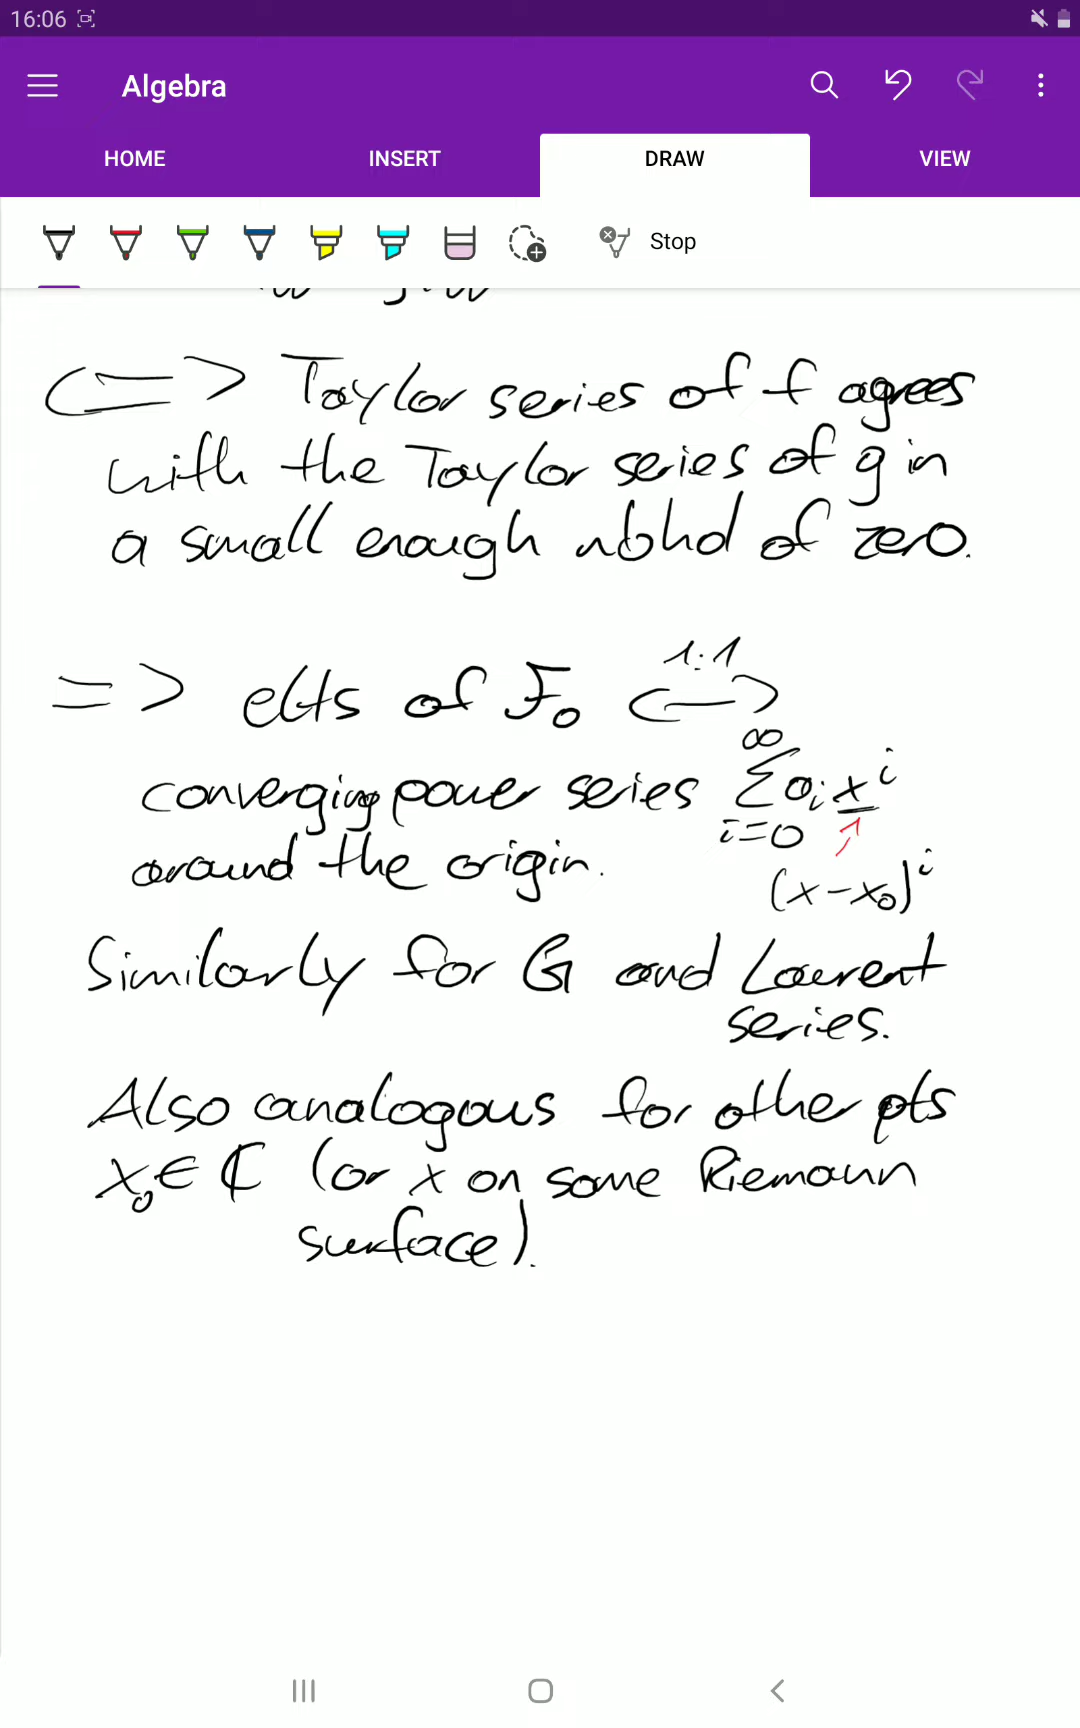 16:06
Algebra
HOME INSERT DRAW VIEW
Stop
<=> Taylor series of f agrees
with the Taylor series of g in
a small enough nbhd of zero.
=> elts of F₀ <-> 1:1
converging power series ∑ aᵢ xⁱ
∞
i=0
around the origin.
(x-x₀)ⁱ
Similarly for G and Laurent
series.
Also analogous for other pts
x₀ ∈ ℂ (or x on some Riemann
surface).